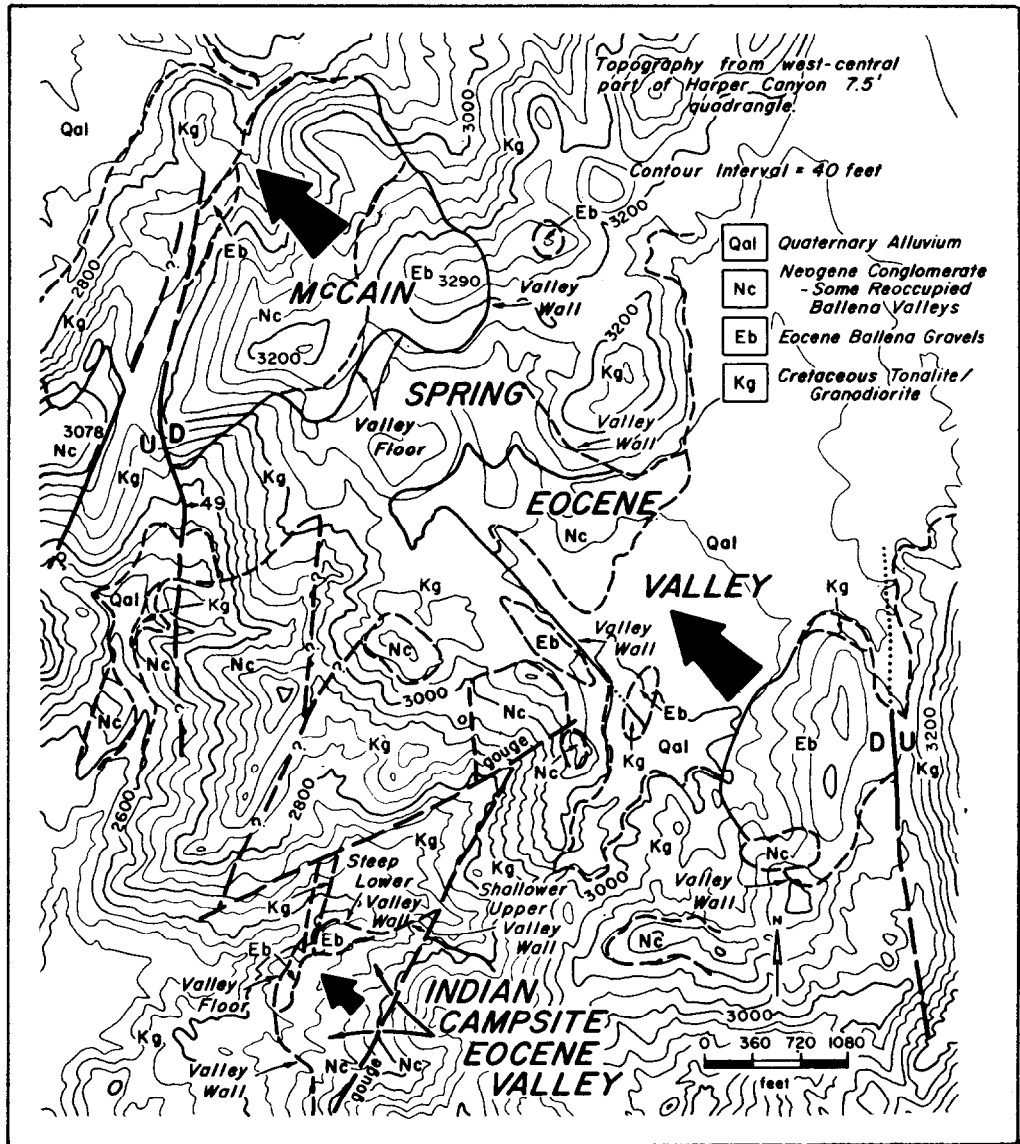 Topography from west-central
part of Harper Canyon 7.5'
quadrangle.
3000
Qal
Kg
Kg
Contour Interval = 40 feet
Eb
3200
Qal Quaternary Alluvium
Nc Neogene Conglomerate
- Some Reoccupied
Ballena Valleys
Eb Eocene Ballena Gravels
Kg Cretaceous Tonalite/
Granodiorite
Eb
2800
?
Eb 3290
Valley
Wall
McCAIN
Nc
Kg
3200
3200
Kg
SPRING
Valley
Floor
Valley
Wall
3078
U D
Nc
Kg
Kg
49
EOCENE
Nc
Qal
Kg
VALLEY
Kg
Qal
Kg
Eb
Valley
Wall
Nc
Nc
Nc
3000
Nc
Eb
Nc
Kg
Kg
gouge
Nc
Qal
Eb
D U
3200
Kg
2600
2800
Kg
Kg
Kg
Nc
Steep
Lower
Valley
Wall
Shallower
Upper
Valley
Wall
3000
Valley
Wall
Kg
Nc
N
Eb
Eb
Valley
Floor
INDIAN
CAMPSITE
EOCENE
VALLEY
3000
Kg
Valley
Wall
Nc
Nc
gouge
0 360 720 1080
feet